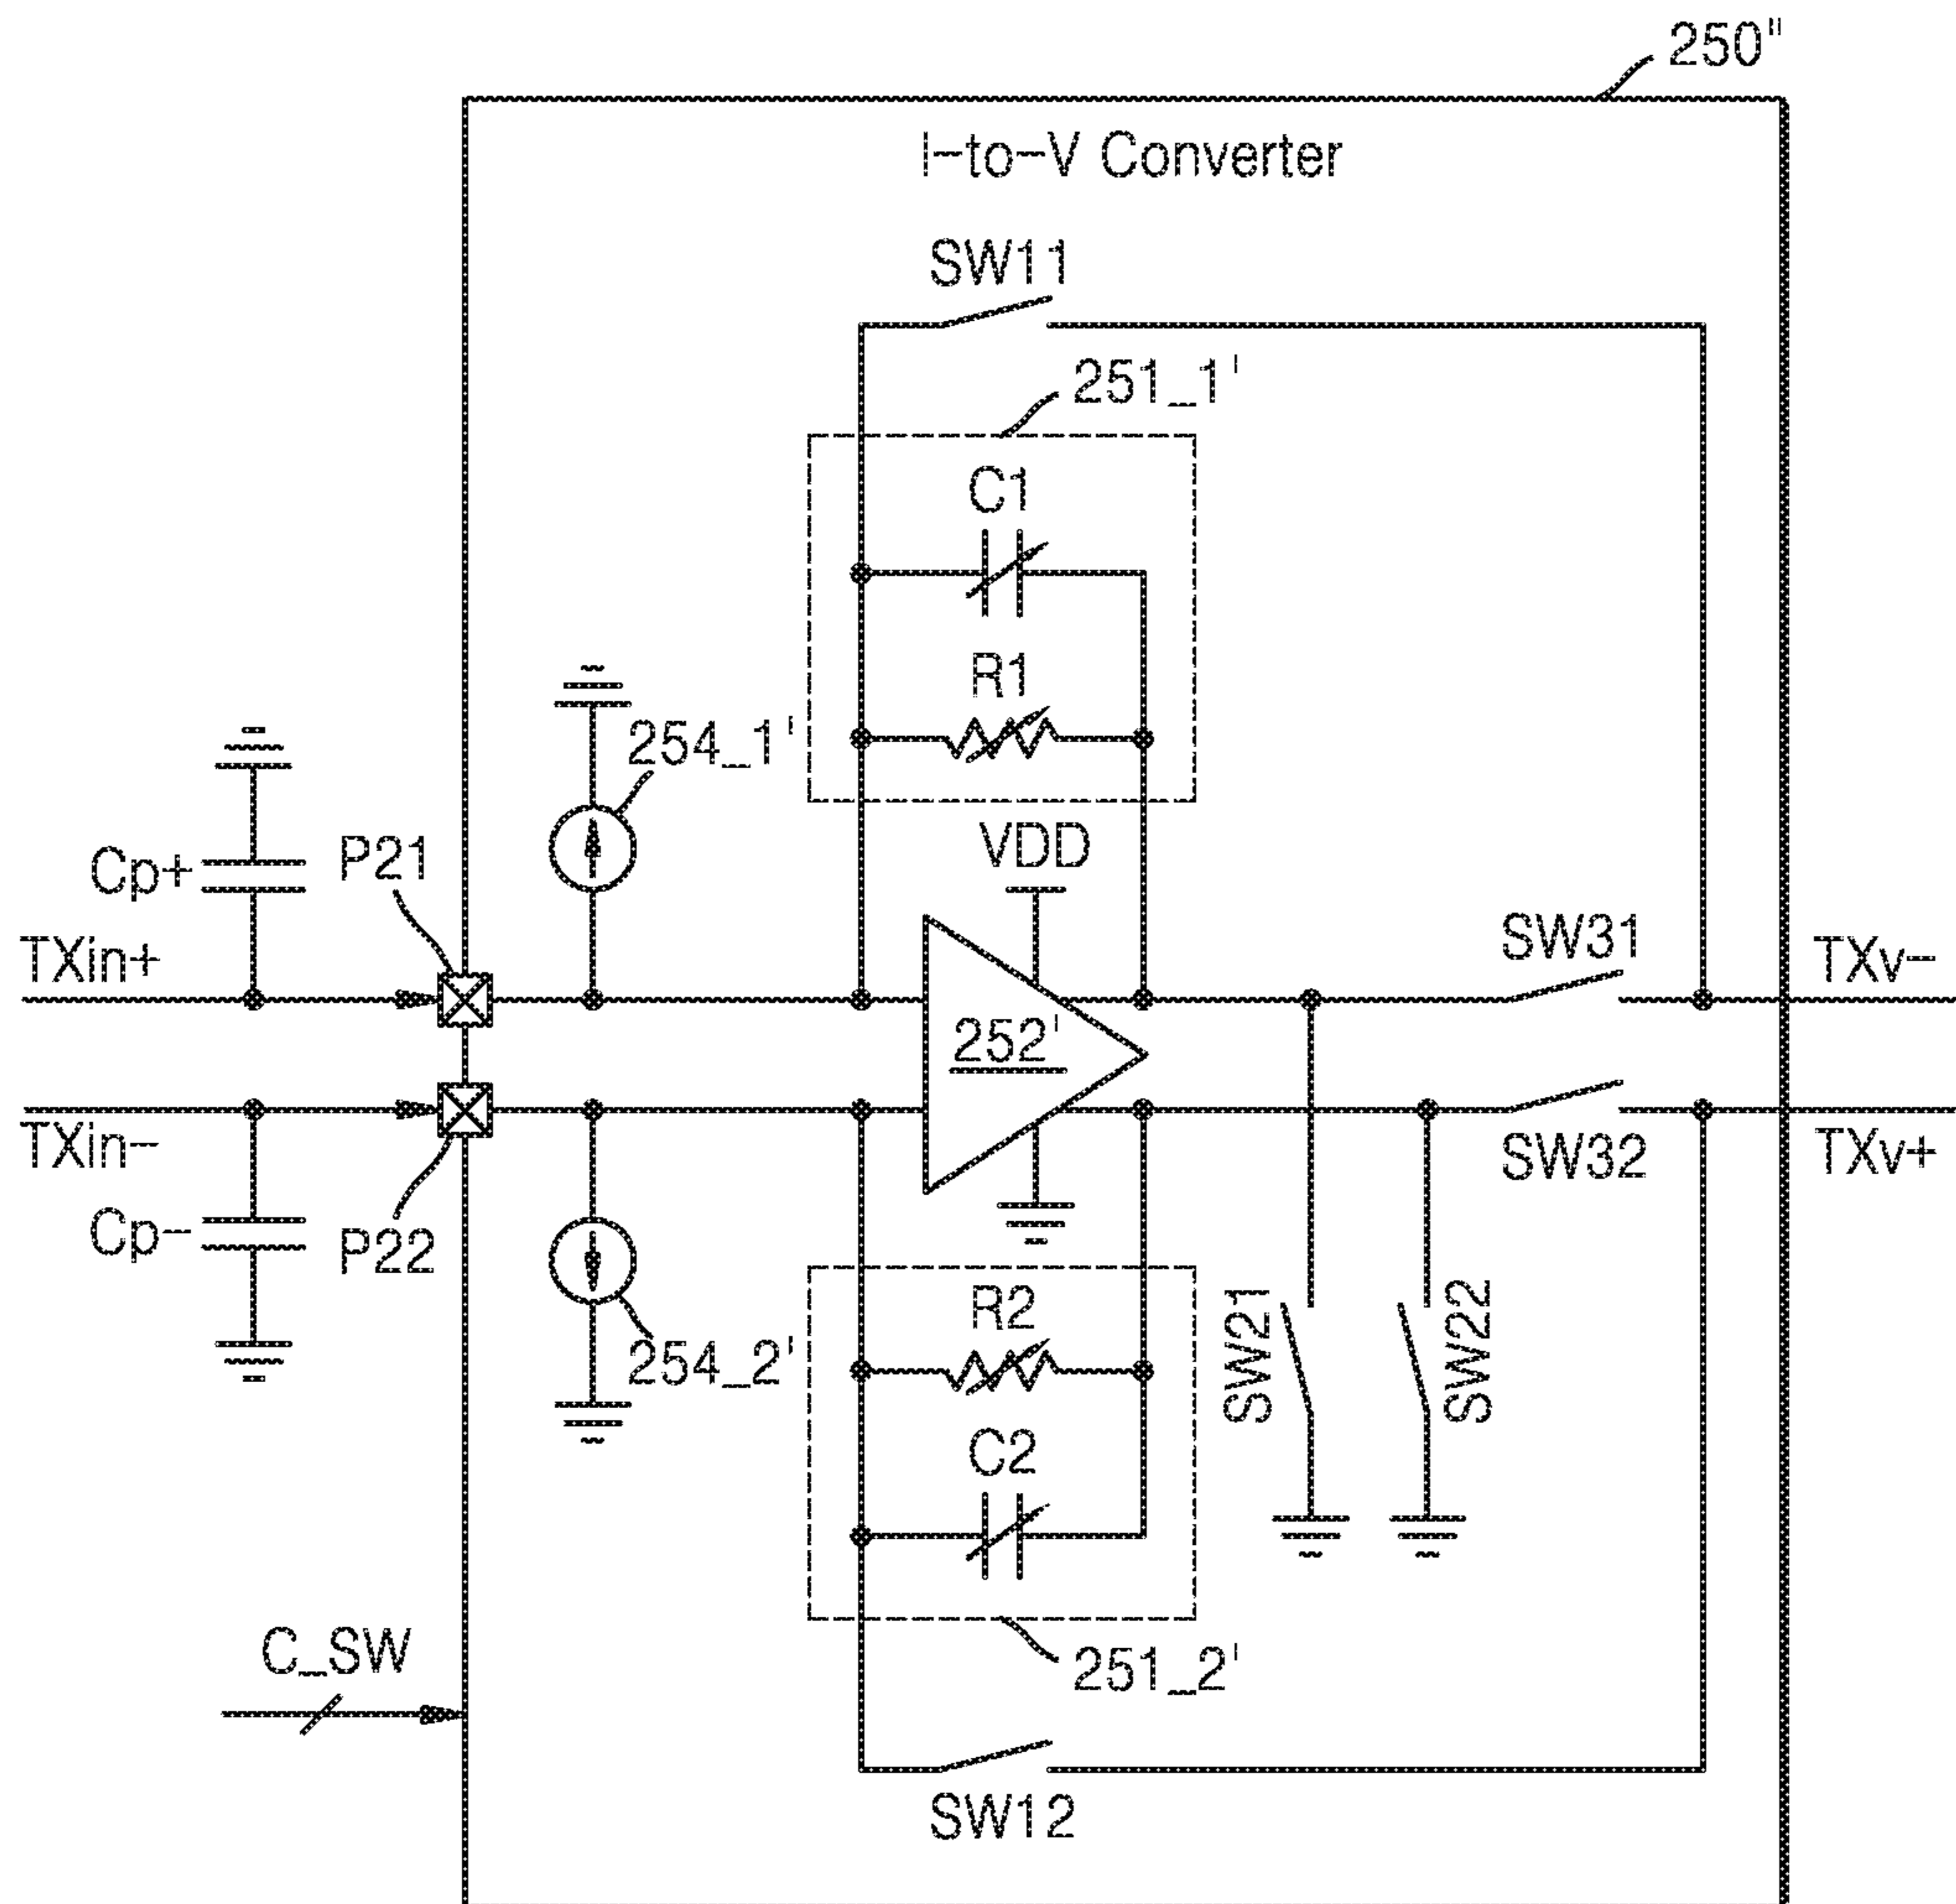 250"
I-to-V Converter
SW11
251_1'
C1
R1
254_1'
VDD
Cp+
P21
TXin+
SW31
TXv-
252'
TXin-
SW32
TXv+
Cp-
P22
R2
SW21
SW22
254_2'
C2
C_SW
251_2'
SW12